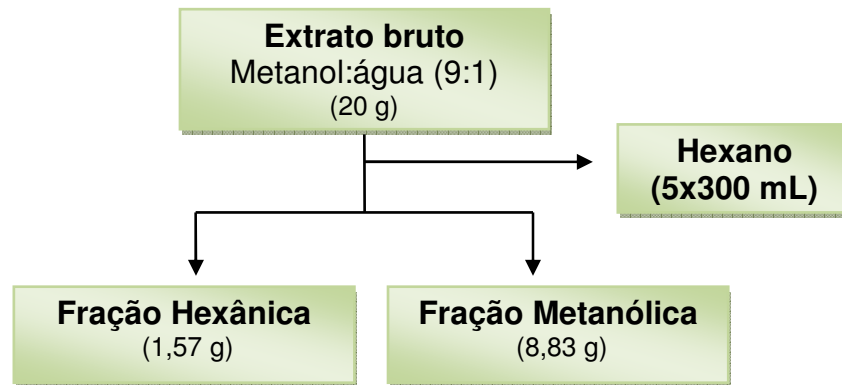 Extrato bruto
Metanol:água (9:1)
(20 g)
Hexano
(5x300 mL)
Fração Hexânica
(1,57 g)
Fração Metanólica
(8,83 g)